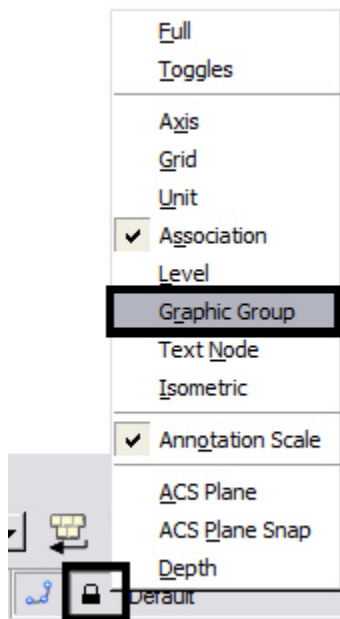 Full
Toggles
Axis
Grid
Unit
Association
Level
Graphic Group
Text Node
Isometric
Annotation Scale
ACS Plane
ACS Plane Snap
Depth
Default